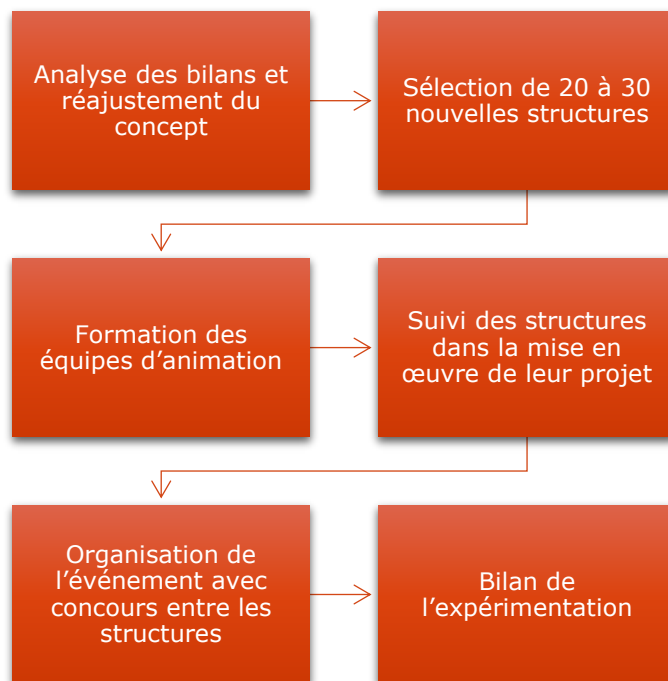 Analyse des bilans et
réajustement du
concept
Sélection de 20 à 30
nouvelles structures
Formation des
équipes d’animation
Suivi des structures
dans la mise en
œuvre de leur projet
Organisation de
l’événement avec
concours entre les
structures
Bilan de
l’expérimentation